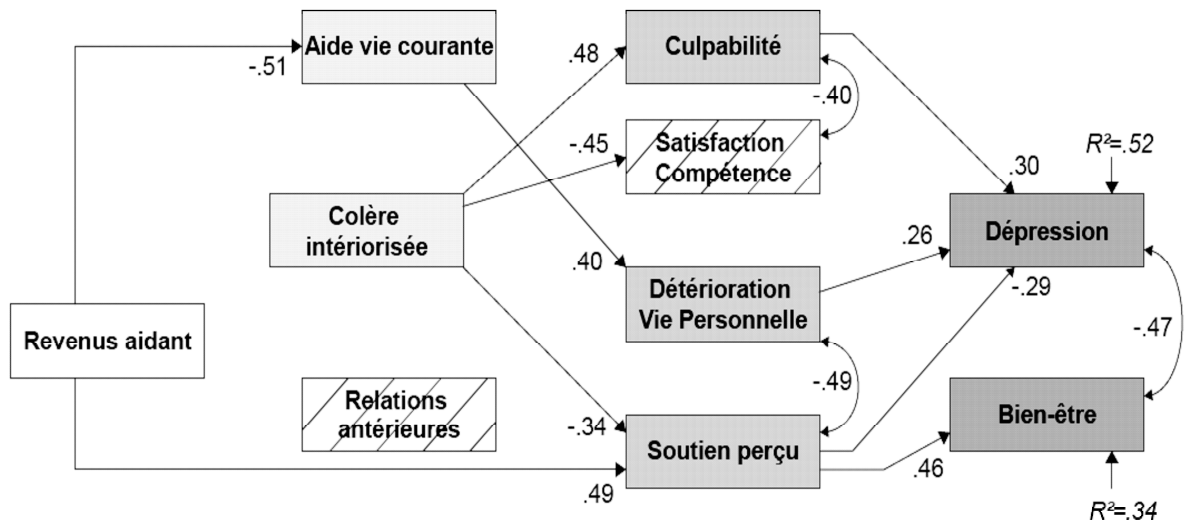 Aide vie courante
-.51
Culpabilité
.48
-.40
-.45
Satisfaction
Compétence
R²=.52
.30
Colère
intériorisée
Dépression
.26
.40
-.29
Détérioration
Vie Personnelle
Revenus aidant
-.47
-.49
Relations
antérieures
Bien-être
-.34
Soutien perçu
.46
.49
R²=.34